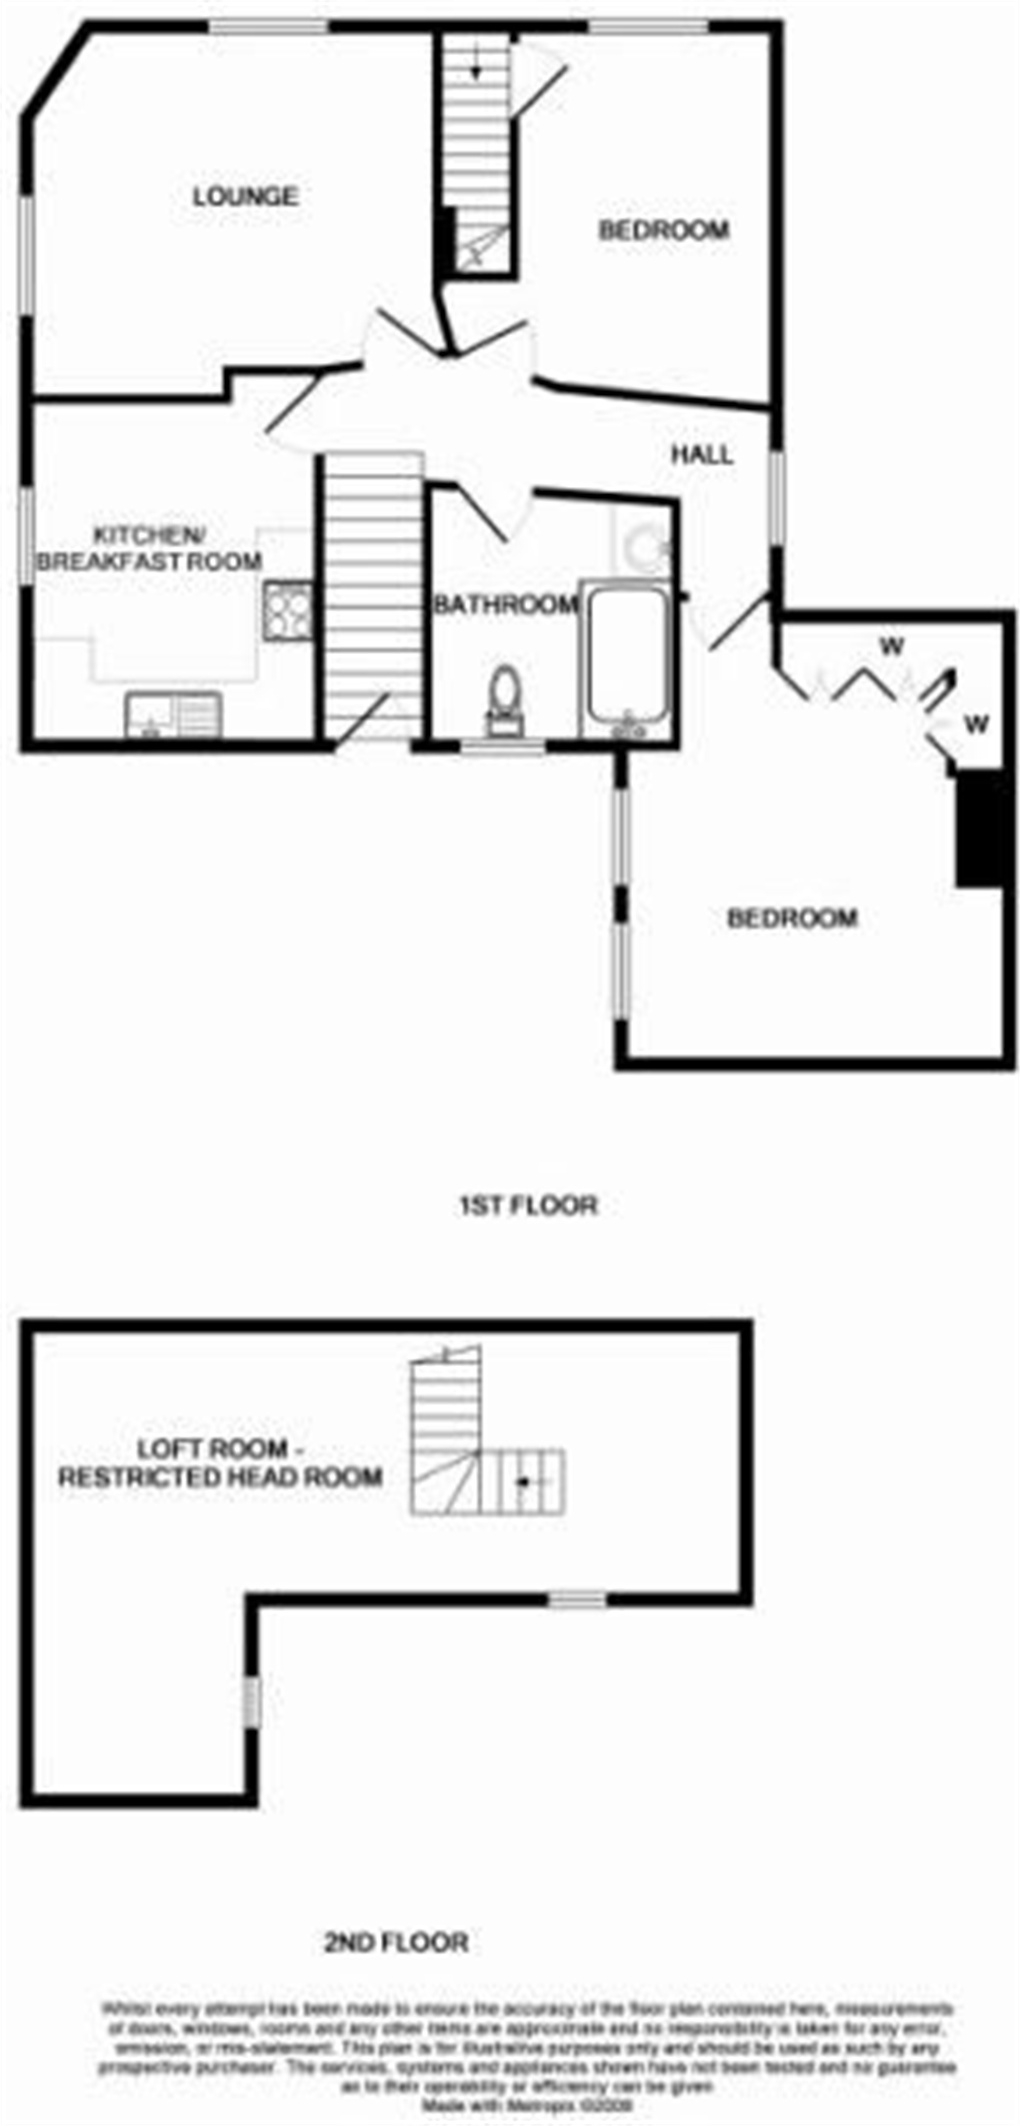 LOUNGE
BEDROOM
HALL
KITCHEN/
BREAKFAST ROOM
BATHROOM
W
W
BEDROOM
1ST FLOOR
LOFT ROOM -
RESTRICTED HEAD ROOM
2ND FLOOR
Whilst every attempt has been made to ensure the accuracy of the floor plan contained here, measurements
of doors, windows, rooms and any other items are approximate and no responsibility is taken for any error,
omission, or mis-statement. This plan is for illustrative purposes only and should be used as such by any
prospective purchaser. The services, systems and appliances shown have not been tested and no guarantee
as to their operability or efficiency can be given
Made with Metropix ©2009